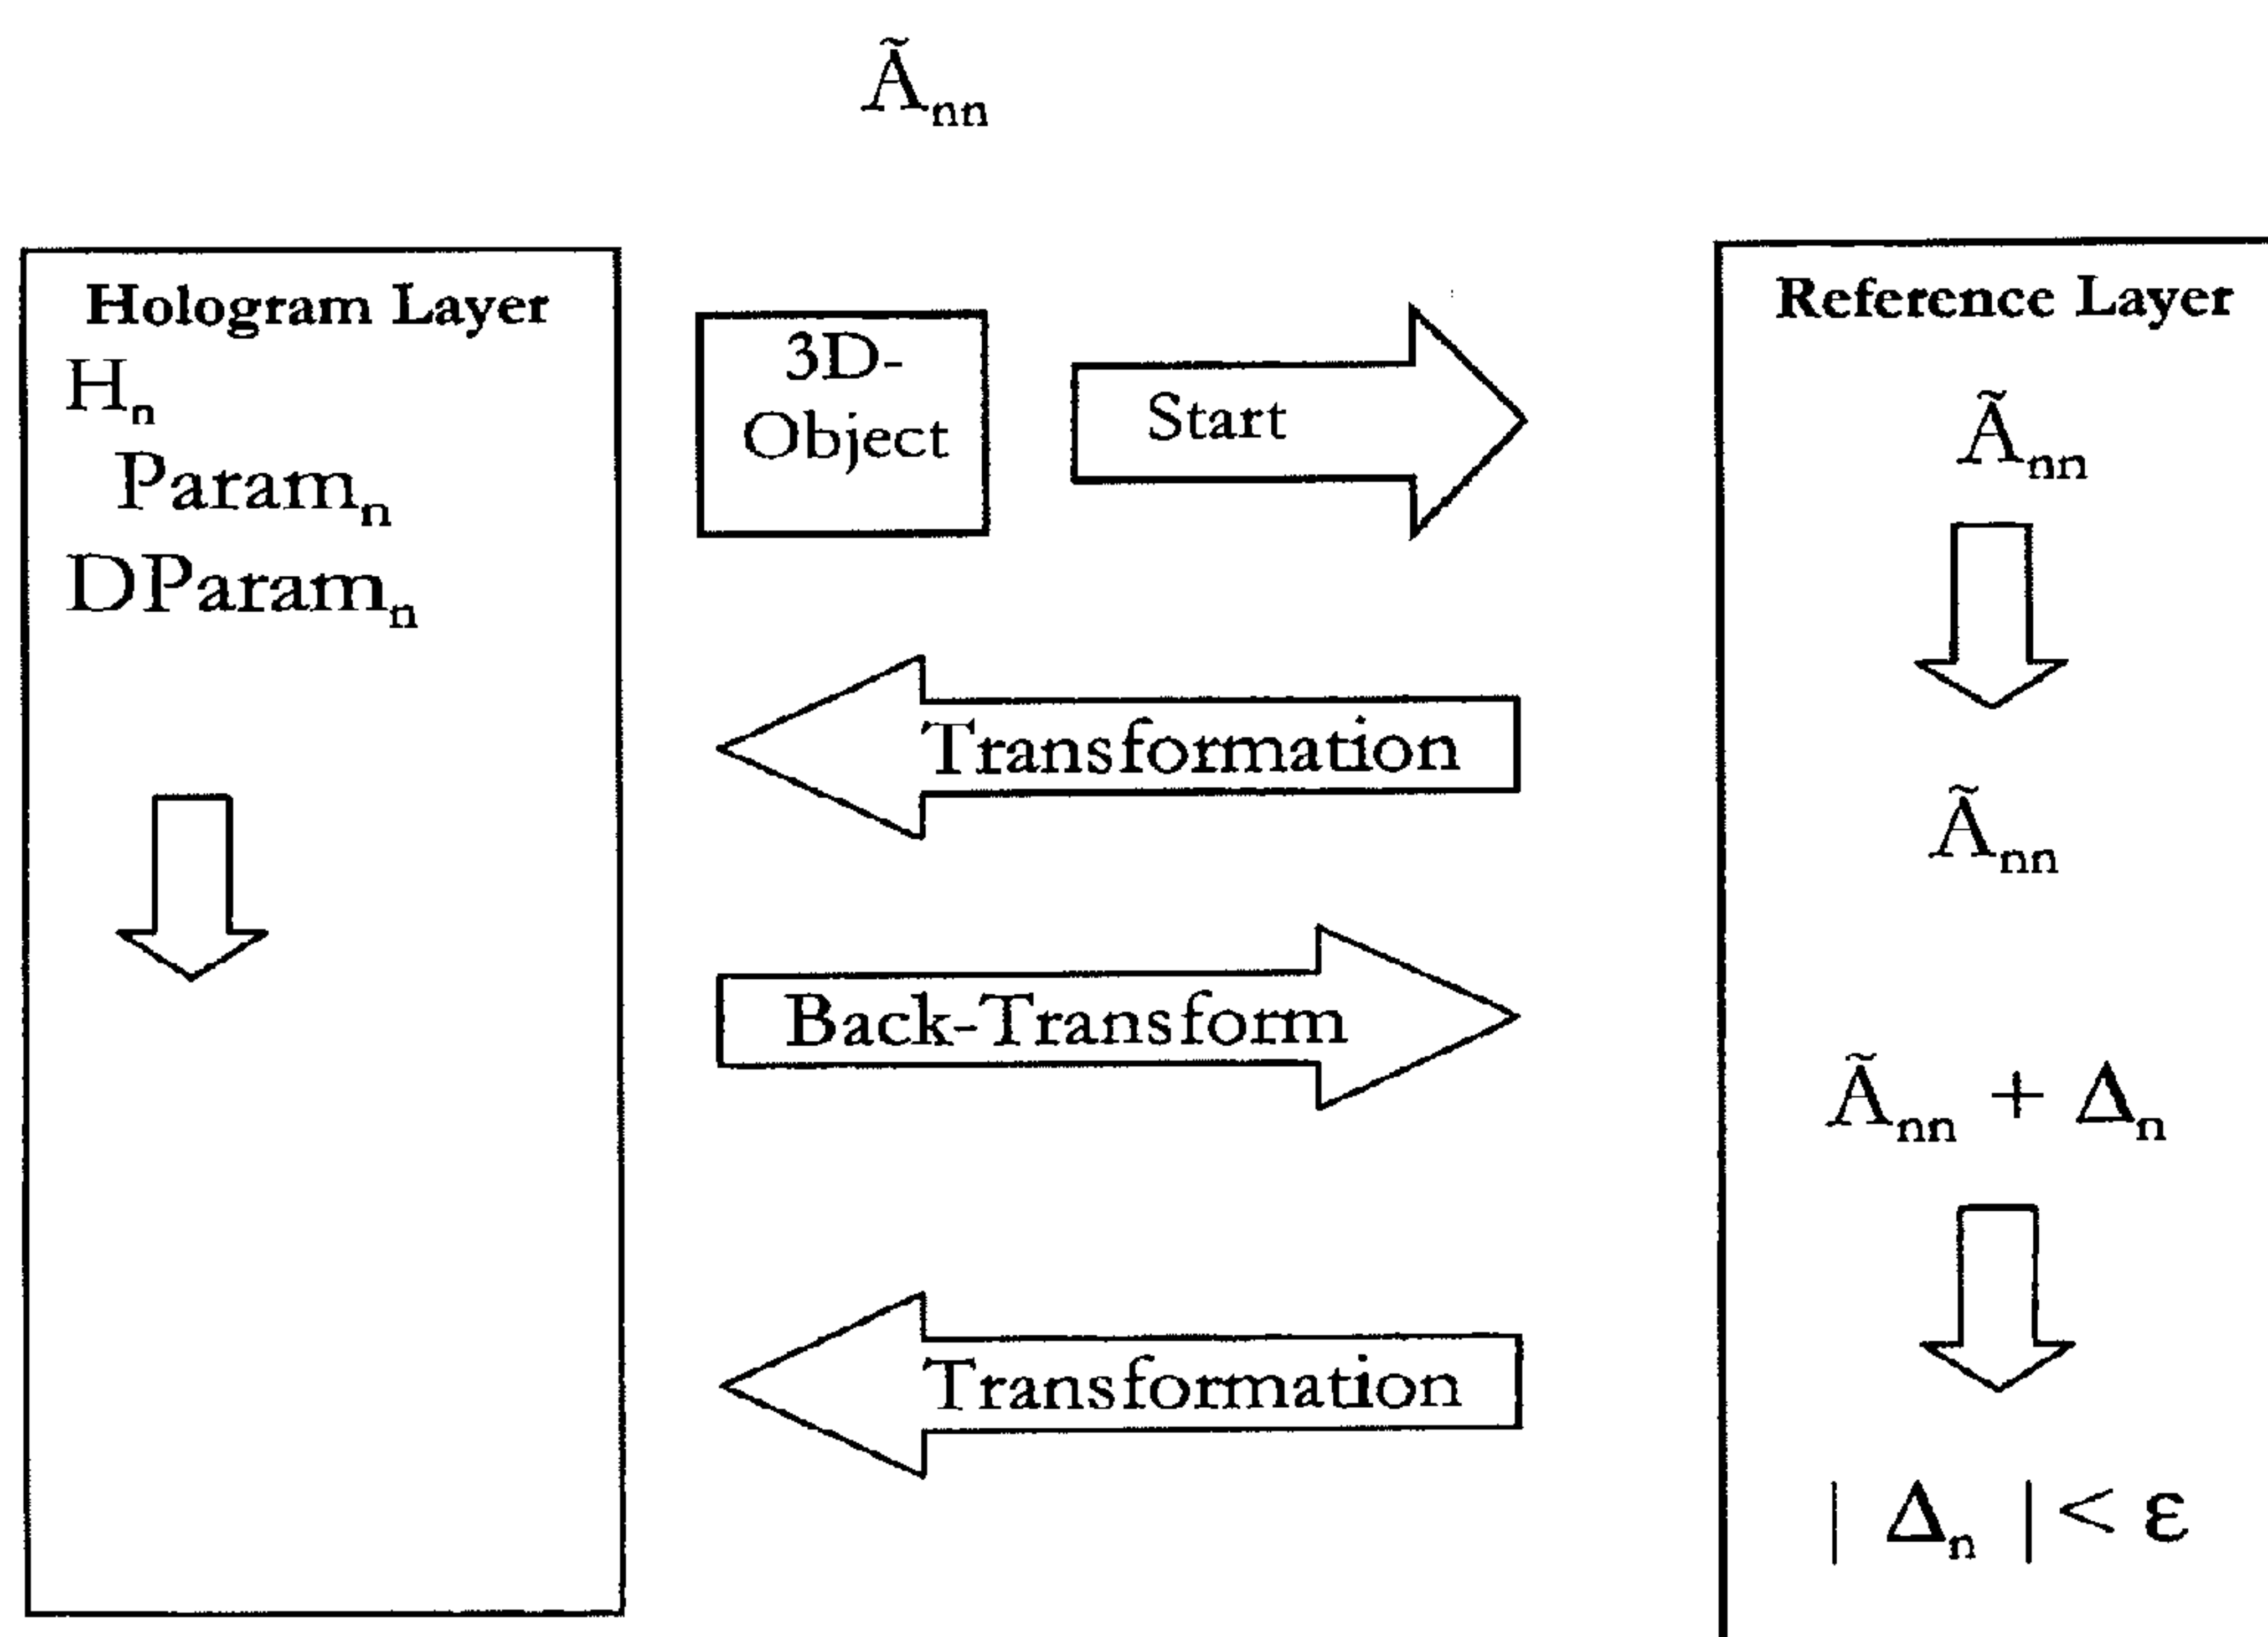 Ã_nn
Hologram Layer
H_n
Param_n
DParam_n
3D-
Object
Start
Transformation
Back-Transform
Transformation
Reference Layer
Ã_nn
Ã_nn
Ã_nn + Δ_n
| Δ_n | < ε